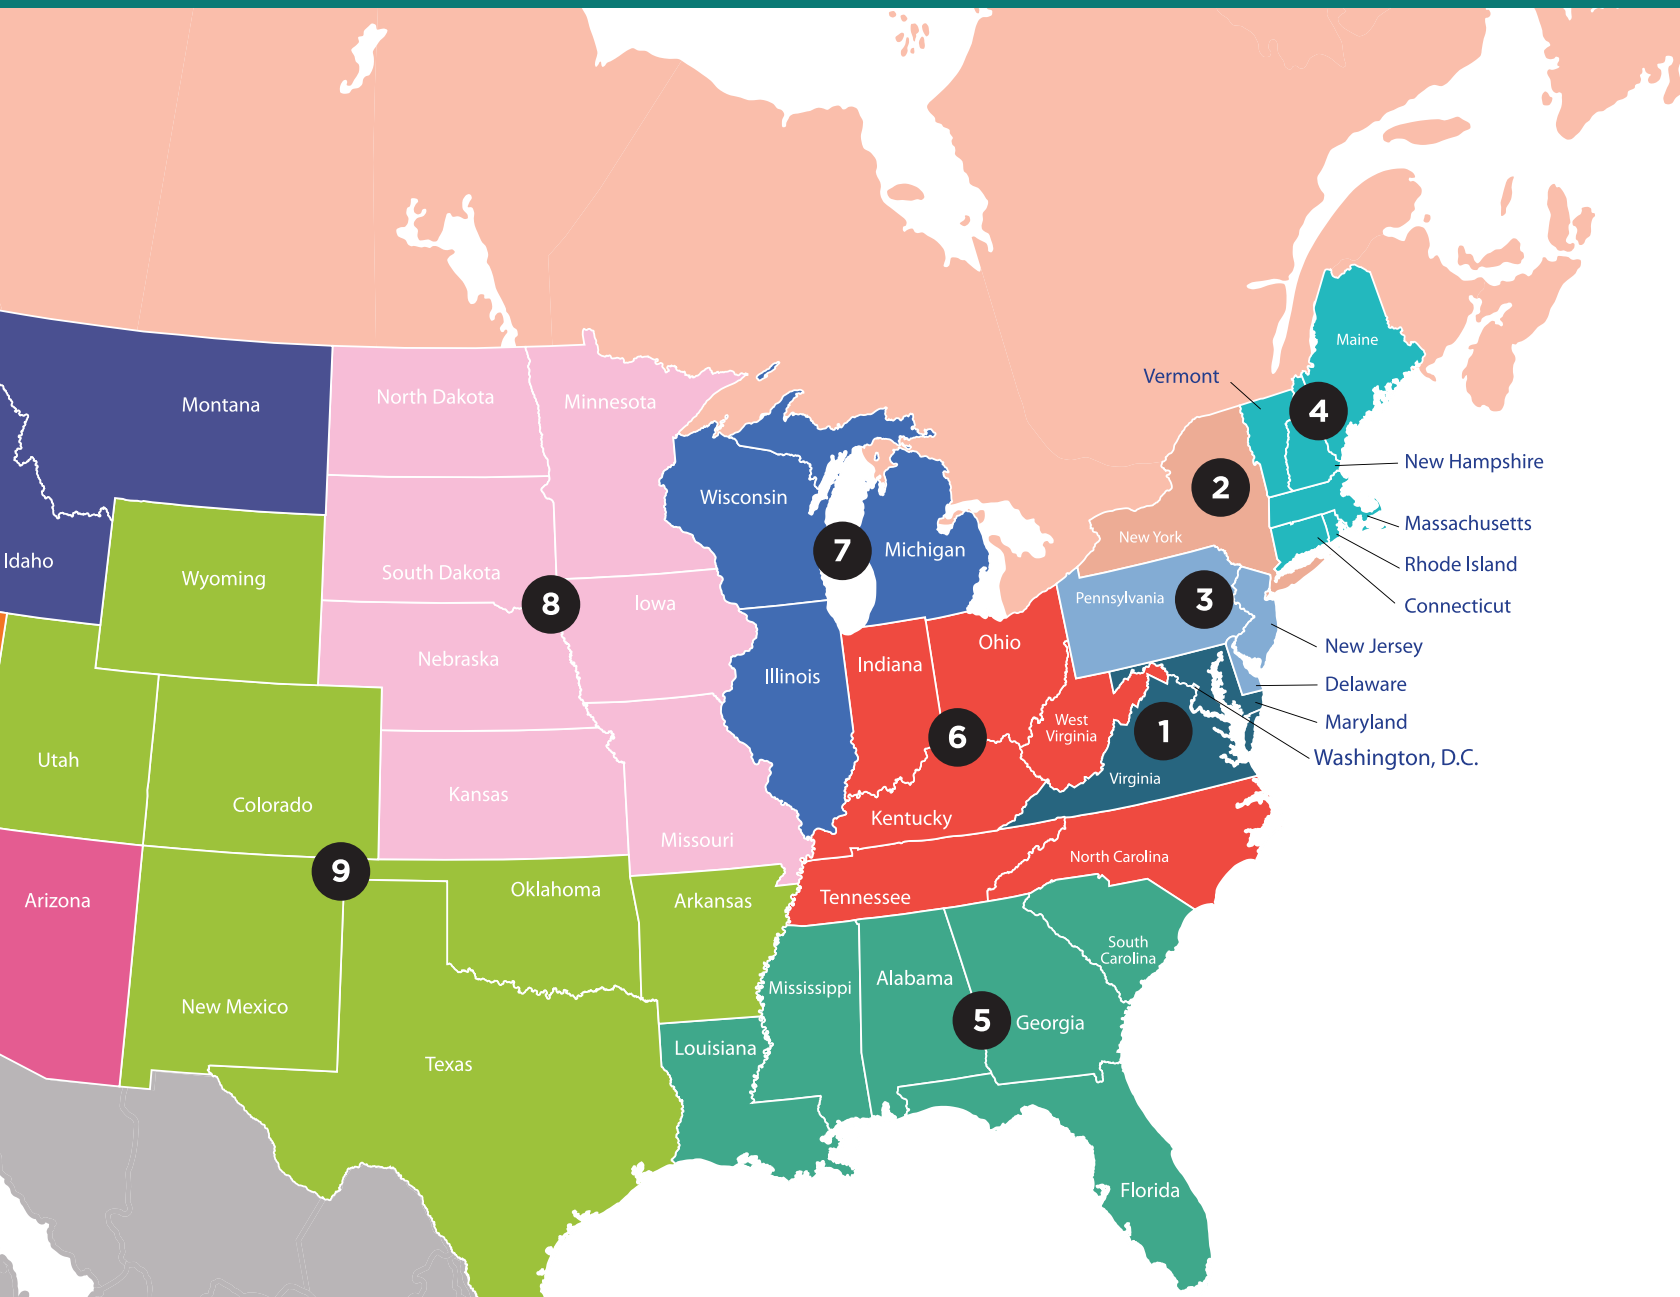 Maine
Vermont
4
New Hampshire
2
Massachusetts
New York
Rhode Island
Connecticut
Pennsylvania
3
New Jersey
Delaware
Maryland
Washington, D.C.
1
Virginia
West
Virginia
Montana
North Dakota
Minnesota
Wisconsin
7
Michigan
Idaho
Wyoming
South Dakota
8
Iowa
Nebraska
Illinois
Indiana
Ohio
6
Utah
Colorado
Kansas
Missouri
Kentucky
North Carolina
Tennessee
9
Arizona
Oklahoma
Arkansas
South
Carolina
Mississippi
Alabama
5
Georgia
New Mexico
Texas
Louisiana
Florida